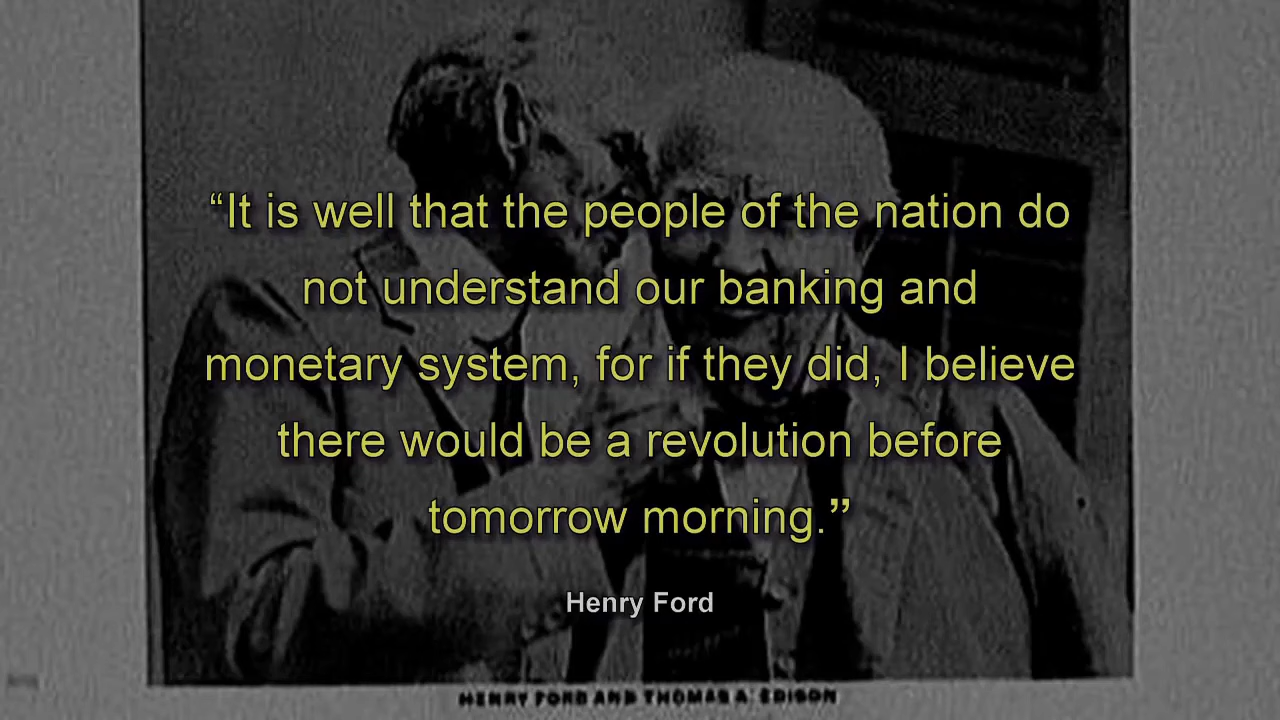 “It is well that the people of the nation do
not understand our banking and
monetary system, for if they did, I believe
there would be a revolution before
tomorrow morning.”
Henry Ford
HENRY FORD AND THOMAS A. EDISON